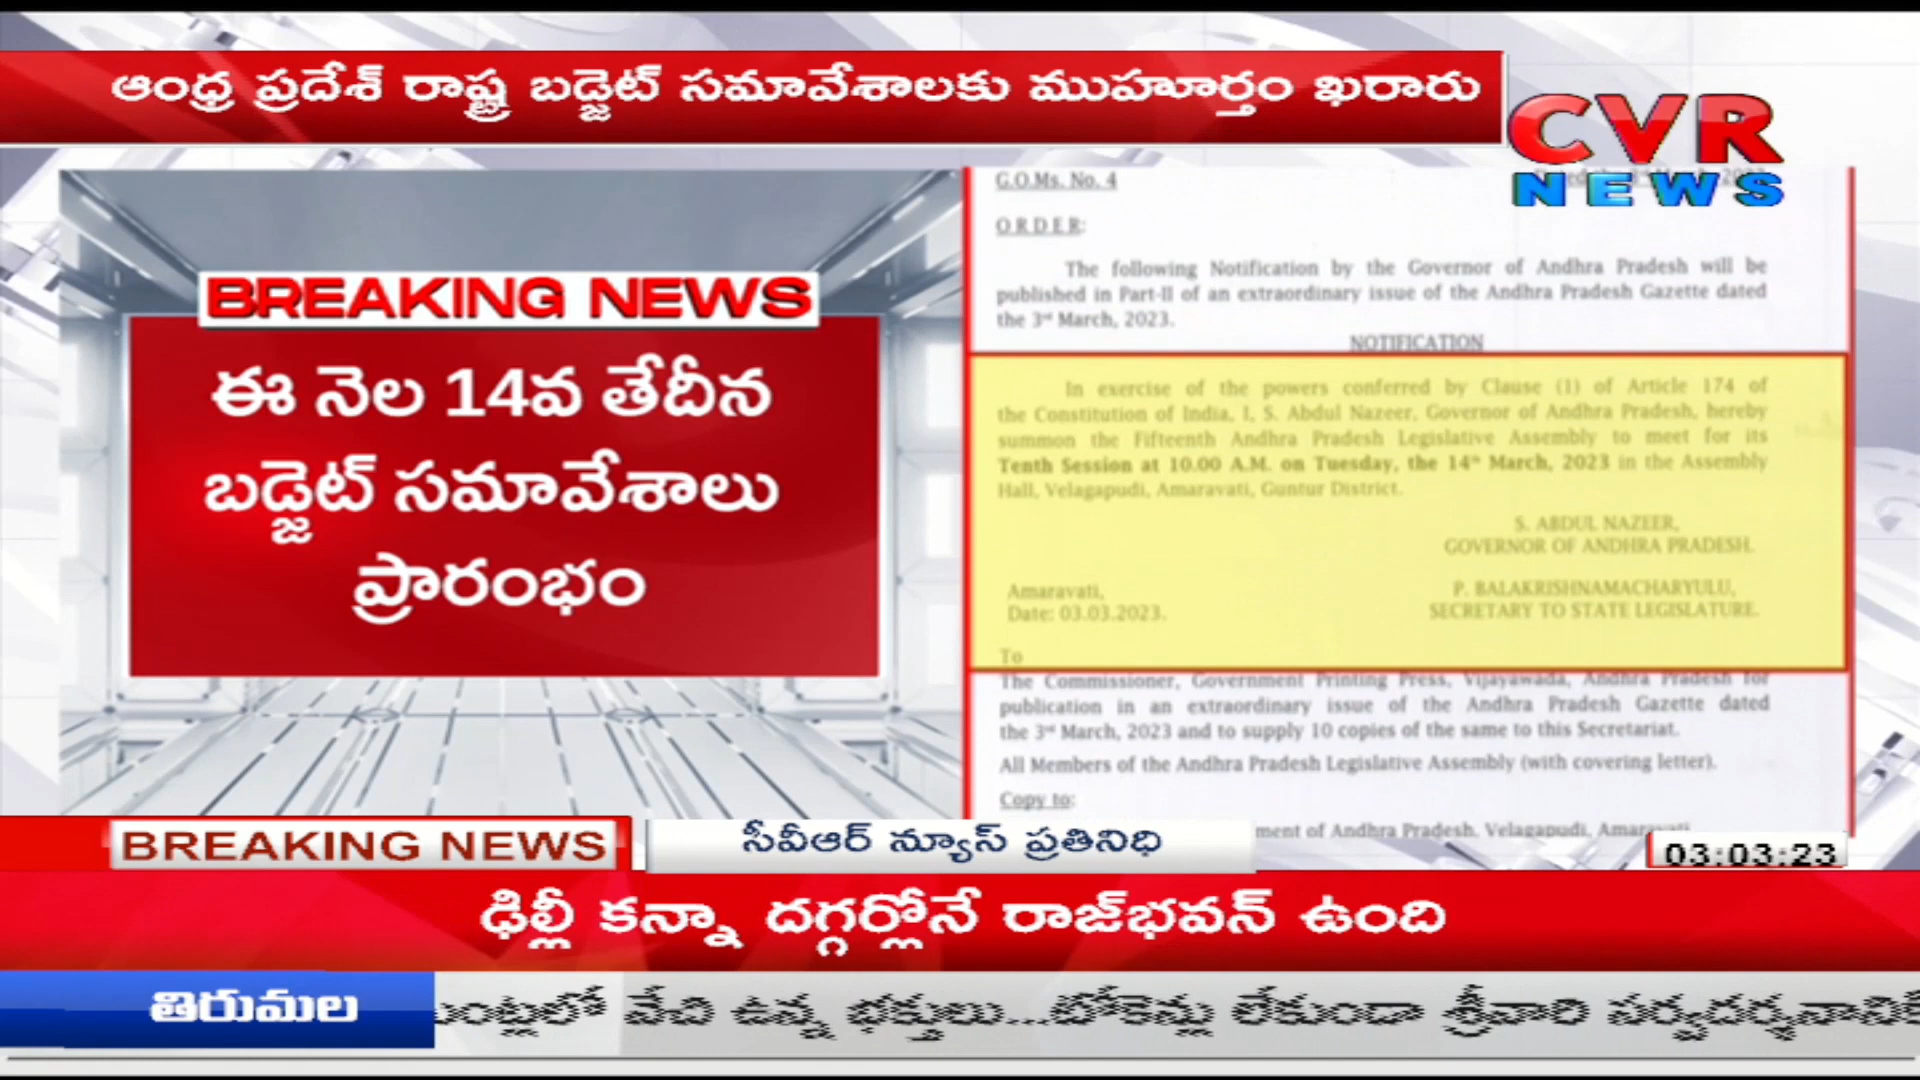 ఆంధ్ర ప్రదేశ్ రాష్ట్ర బడ్జెట్ సమావేశాలకు ముహూర్తం ఖరారు
CVR
NEWS
BREAKING NEWS
ఈ నెల 14వ తేదీన
బడ్జెట్ సమావేశాలు
ప్రారంభం
G.O.Ms. No. 4
ORDER:
The following Notification by the Governor of Andhra Pradesh will be
published in Part-II of an extraordinary issue of the Andhra Pradesh Gazette dated
the 3rd March, 2023.
NOTIFICATION
In exercise of the powers conferred by Clause (1) of Article 174 of
the Constitution of India, I, S. Abdul Nazeer, Governor of Andhra Pradesh, hereby
summon the Fifteenth Andhra Pradesh Legislative Assembly to meet for its
Tenth Session at 10.00 A.M. on Tuesday, the 14th March, 2023 in the Assembly
Hall, Velagapudi, Amaravati, Guntur District.
S. ABDUL NAZEER,
GOVERNOR OF ANDHRA PRADESH.
Amaravati,
Date: 03.03.2023.
P. BALAKRISHNAMACHARYULU,
SECRETARY TO STATE LEGISLATURE.
To
The Commissioner, Government Printing Press, Vijayawada, Andhra Pradesh for
publication in an extraordinary issue of the Andhra Pradesh Gazette dated
the 3rd March, 2023 and to supply 10 copies of the same to this Secretariat.
All Members of the Andhra Pradesh Legislative Assembly (with covering letter).
Copy to:
of Andhra Pradesh, Velagapudi, Amaravati
BREAKING NEWS
సీవీఆర్ న్యూస్ ప్రతినిధి
03:03:23
ఢిల్లీ కన్నా దగ్గర్లోనే రాజ్‌భవన్ ఉంది
తిరుమల
వేచి ఉన్న భక్తులు...టోకెన్లు లేకుండా శ్రీవారి